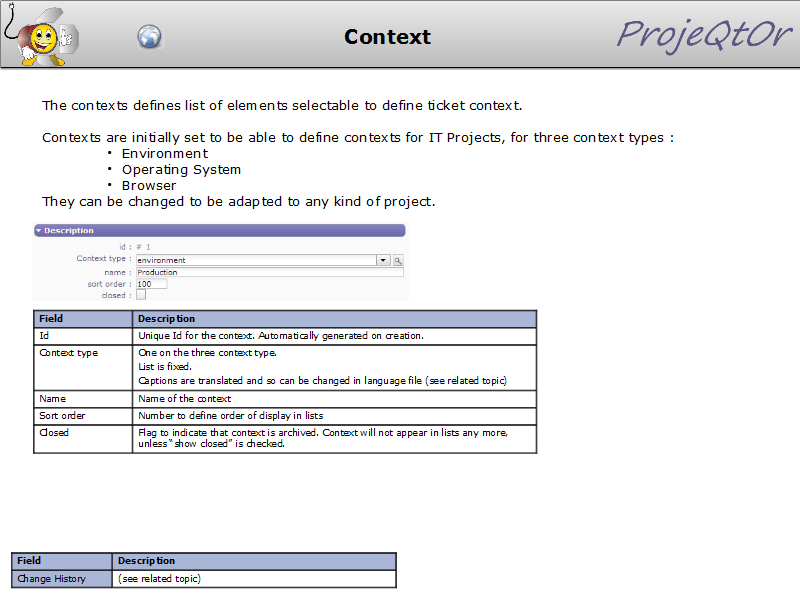 Context
ProjeQtOr
The contexts defines list of elements selectable to define ticket context.
Contexts are initially set to be able to define contexts for IT Projects, for three context types :
• Environment
• Operating System
• Browser
They can be changed to be adapted to any kind of project.
Description
id : # 1
Context type : environment
name : Production
sort order : 100
closed :
Field Description
Id Unique Id for the context. Automatically generated on creation.
Context type One on the three context type.
List is fixed.
Captions are translated and so can be changed in language file (see related topic)
Name Name of the context
Sort order Number to define order of display in lists
Closed Flag to indicate that context is archived. Context will not appear in lists any more,
unless “show closed” is checked.
Field Description
Change History (see related topic)